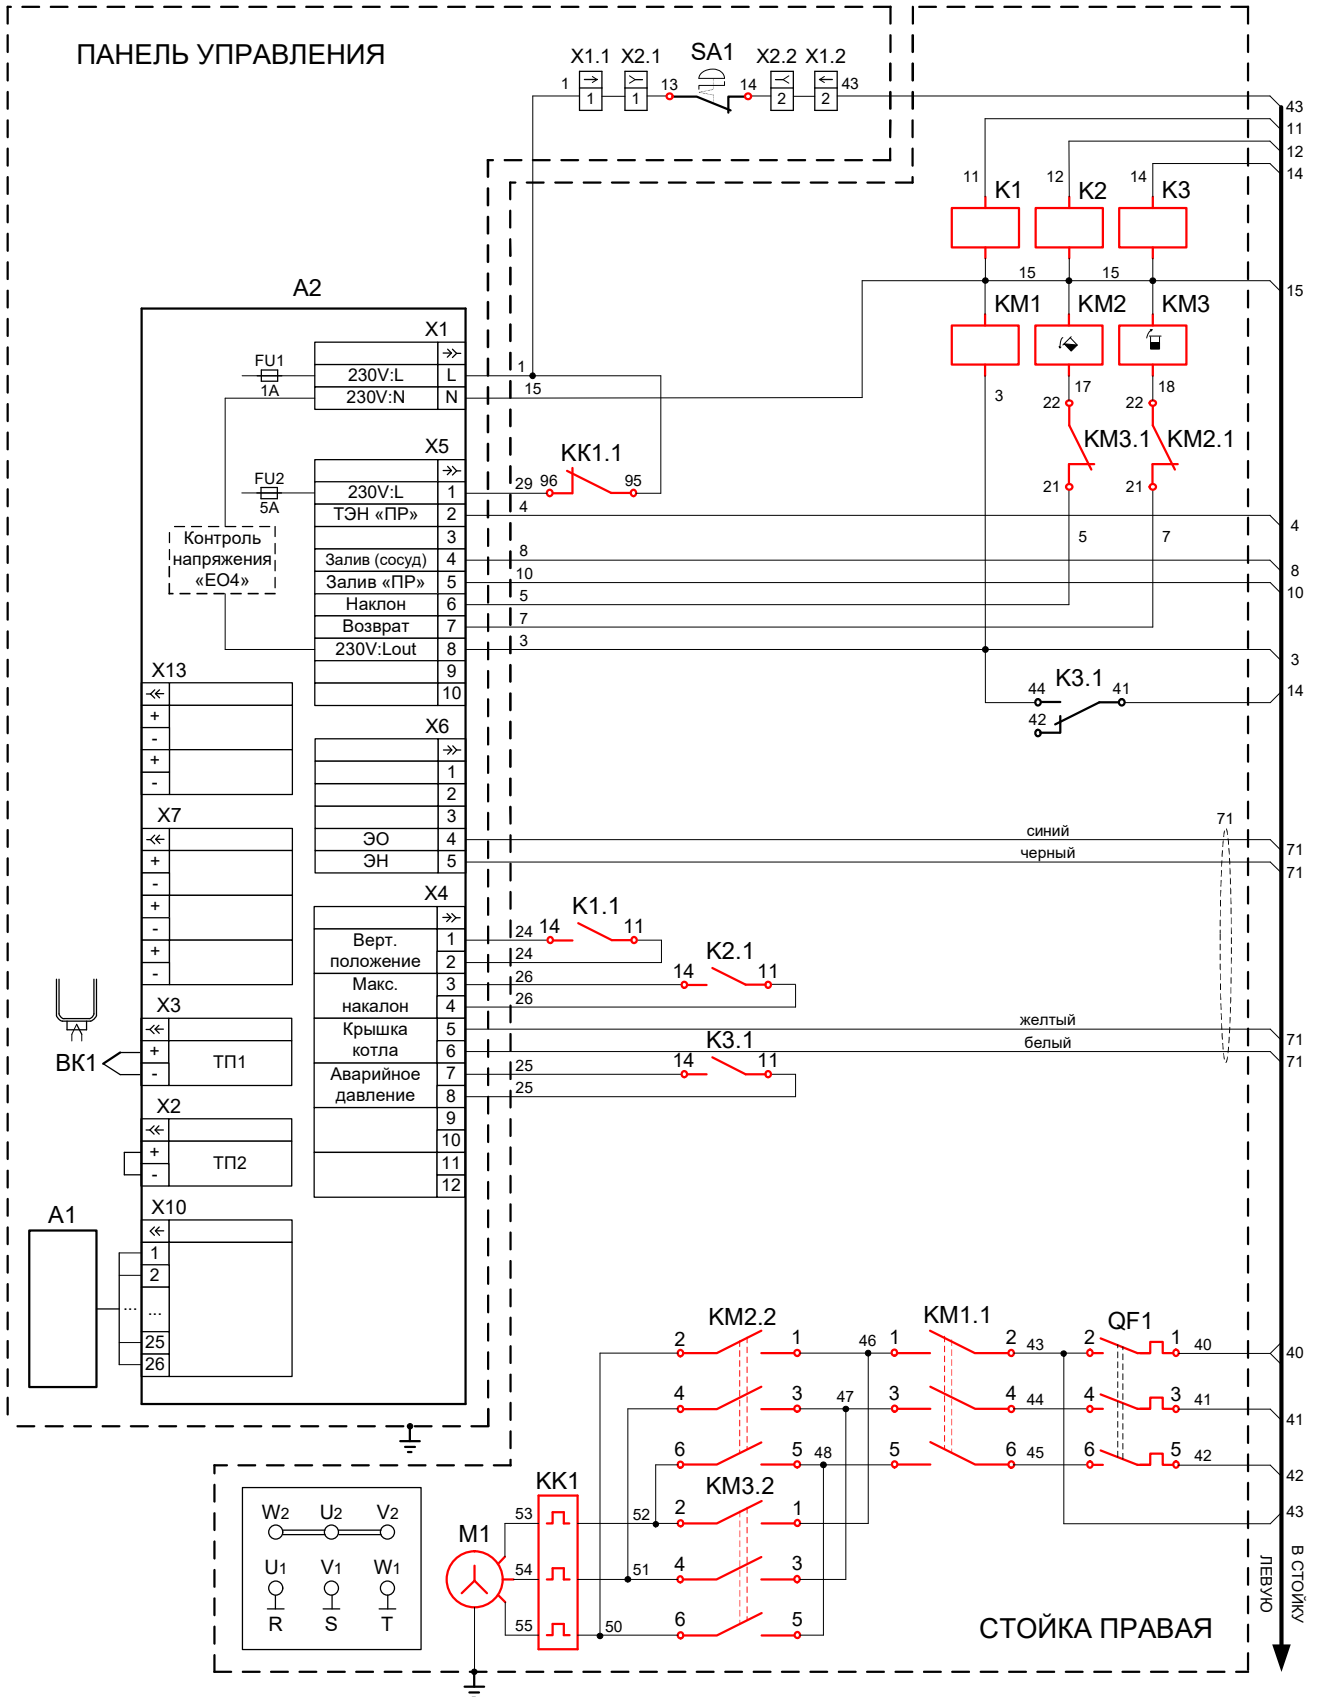 ПАНЕЛЬ УПРАВЛЕНИЯ
X1.1 X2.1 SA1 X2.2 X1.2
1 1 1 13 14 2 2 43
43
11
12
14
11 K1 12 K2 14 K3
15 15
15
KM1 KM2 KM3
3 17 18
22 22
KM3.1 KM2.1
21 21
5 7
A2
X1
FU1
1A
230V:L L 1
230V:N N 15
X5
FU2
5A
230V:L 1 29 96 KK1.1 95
ТЭН «ПР» 2 4 4
3
Залив (сосуд) 4 8 8
Залив «ПР» 5 10 10
Наклон 6 5
Возврат 7 7
230V:Lout 8 3 3
9
10
Контроль
напряжения
«EO4»
44 K3.1 41 14
42
X13
+
-
+
-
X6
1
2
3
ЭО 4 синий 71
ЭН 5 черный 71
71
X7
+
-
+
-
+
-
X4
Верт.
положение
1 24 14 K1.1 11
2 24
Макс.
накалон
3 26 14 K2.1 11
4 26
Крышка
котла
5 желтый 71
6 белый 71
Аварийное
давление
7 25 14 K3.1 11
8 25
9
10
11
12
X3
BK1
+
-
ТП1
X2
+
-
ТП2
A1
X10
1
2
... ...
25
26
KM2.2 KM1.1 QF1
2 1 46 1 2 43 2 1 40 40
4 3 47 3 4 44 4 3 41 41
6 5 48 5 6 45 6 5 42 42
43
KK1 KM3.2
M1
53 52 2 1
54 51 4 3
55 50 6 5
W2 U2 V2
U1 V1 W1
R S T
СТОЙКА ПРАВАЯ
В СТОЙКУ
ЛЕВУЮ